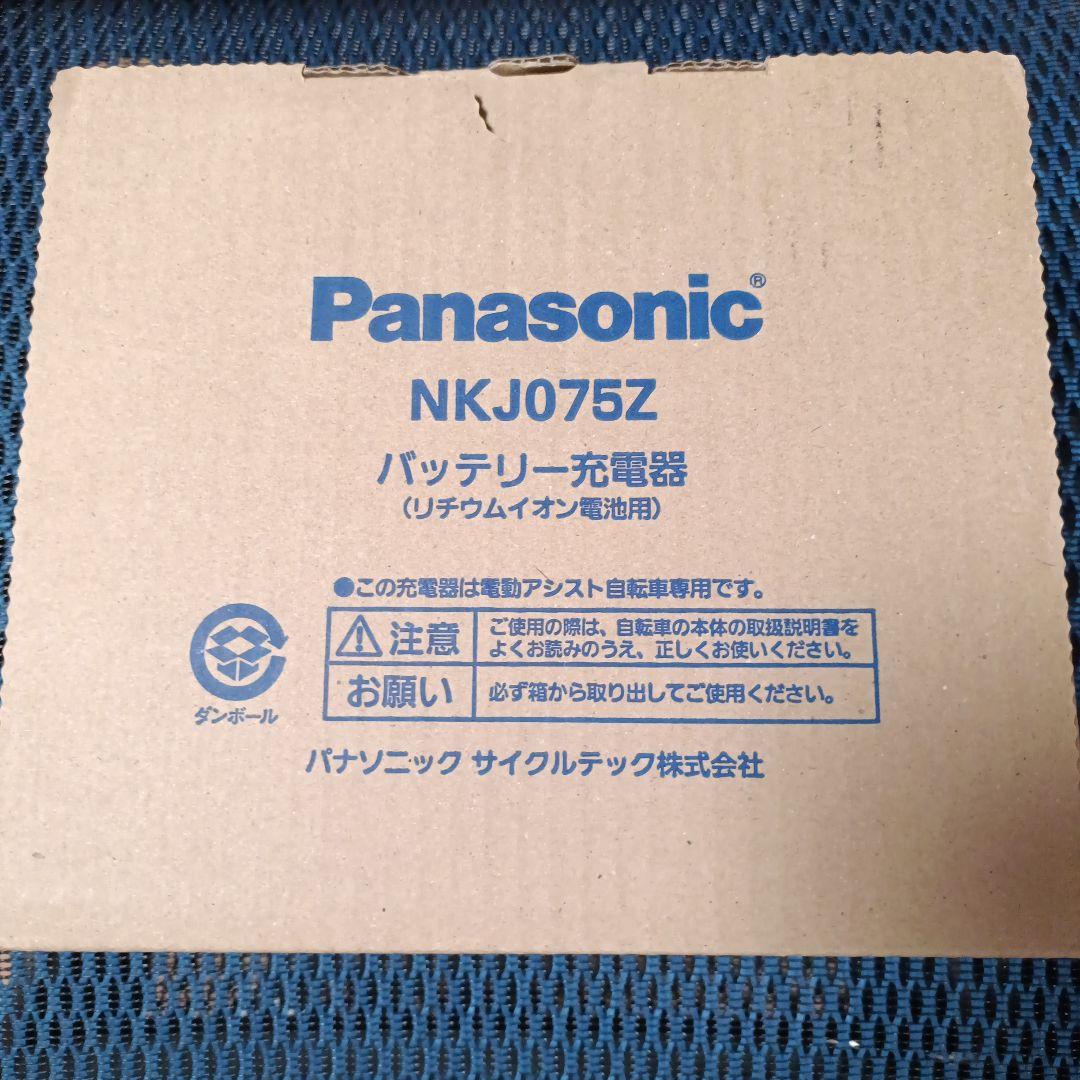 Panasonic®
NKJ075Z
バッテリー充電器
(リチウムイオン電池用)
●この充電器は電動アシスト自転車専用です。
注意
ご使用の際は、自転車の本体の取扱説明書を
よくお読みのうえ、正しくお使いください。
お願い
必ず箱から取り出してご使用ください。
ダンボール
パナソニック サイクルテック株式会社